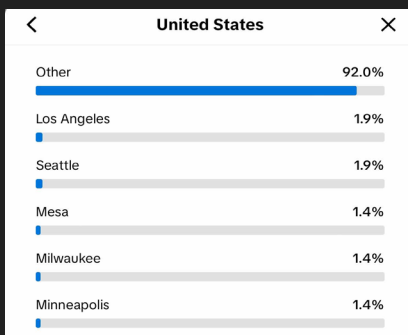 United States
Other 92.0%
Los Angeles 1.9%
Seattle 1.9%
Mesa 1.4%
Milwaukee 1.4%
Minneapolis 1.4%